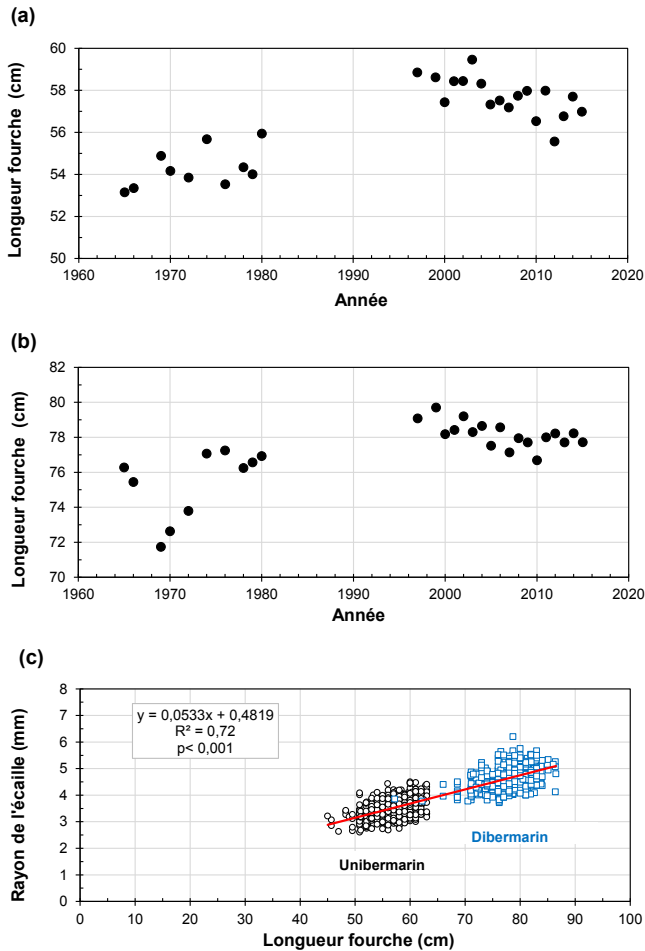 (a)
60
58
56
54
52
50
Longueur fourche (cm)
1960 1970 1980 1990 2000 2010 2020
Année
(b)
82
80
78
76
74
72
70
Longueur fourche (cm)
1960 1970 1980 1990 2000 2010 2020
Année
(c)
8
7
6
5
4
3
2
1
0
Rayon de l'écaille (mm)
y = 0,0533x + 0,4819
R² = 0,72
p< 0,001
Dibermarin
Unibermarin
0 10 20 30 40 50 60 70 80 90 100
Longueur fourche (cm)